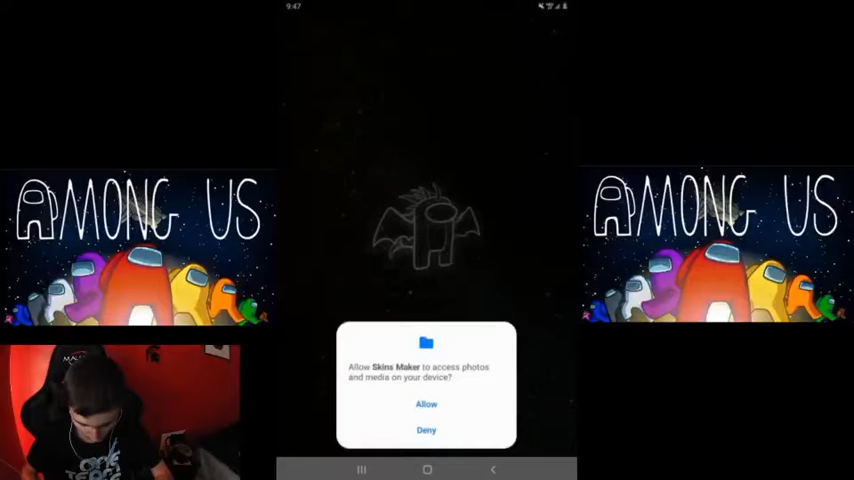 9:47
AMONG US
AMONG US
Allow Skins Maker to access photos
and media on your device?
Allow
Deny